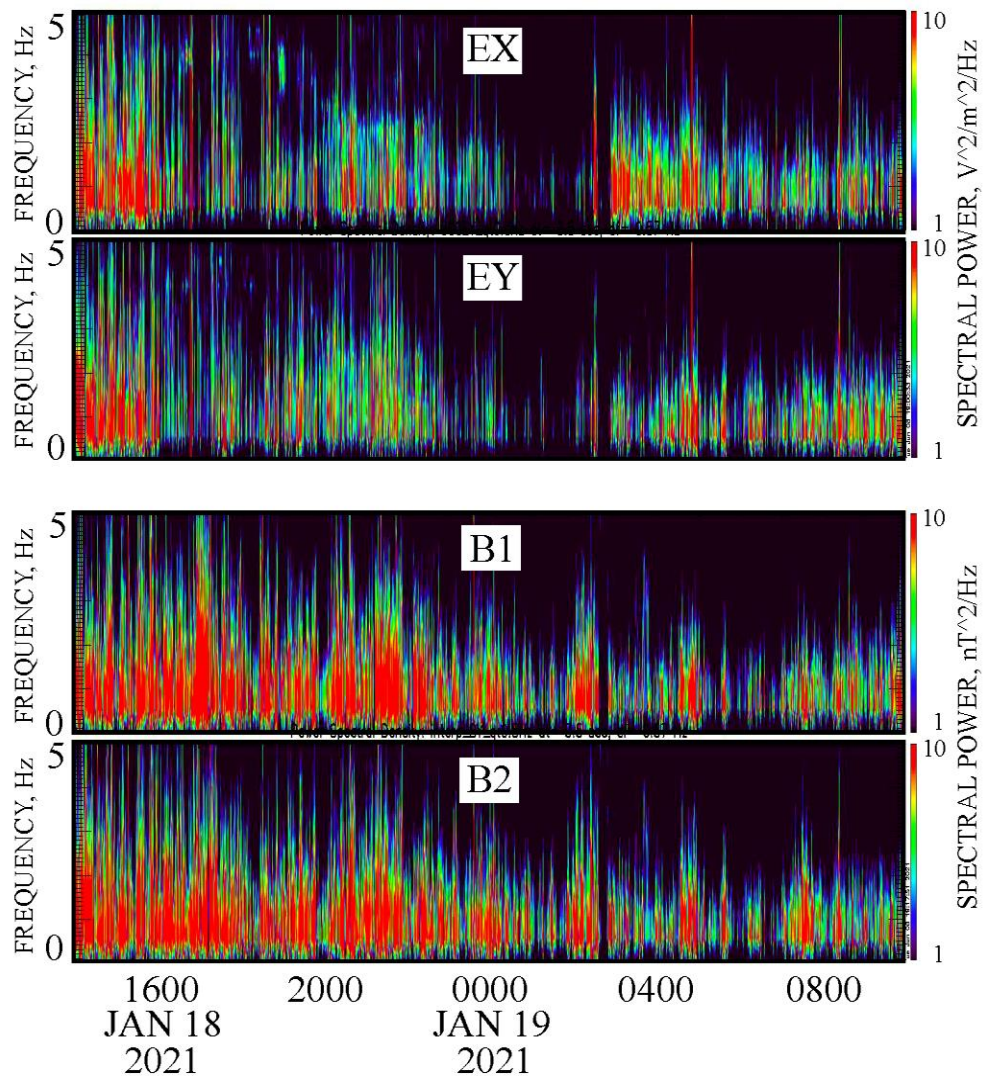 FREQUENCY, Hz
5
0
EX
10
1
SPECTRAL POWER, V^2/m^2/Hz
FREQUENCY, Hz
5
0
EY
10
1
FREQUENCY, Hz
5
0
B1
10
1
SPECTRAL POWER, nT^2/Hz
FREQUENCY, Hz
5
0
B2
10
1
1600
2000
0000
0400
0800
JAN 18
JAN 19
2021
2021